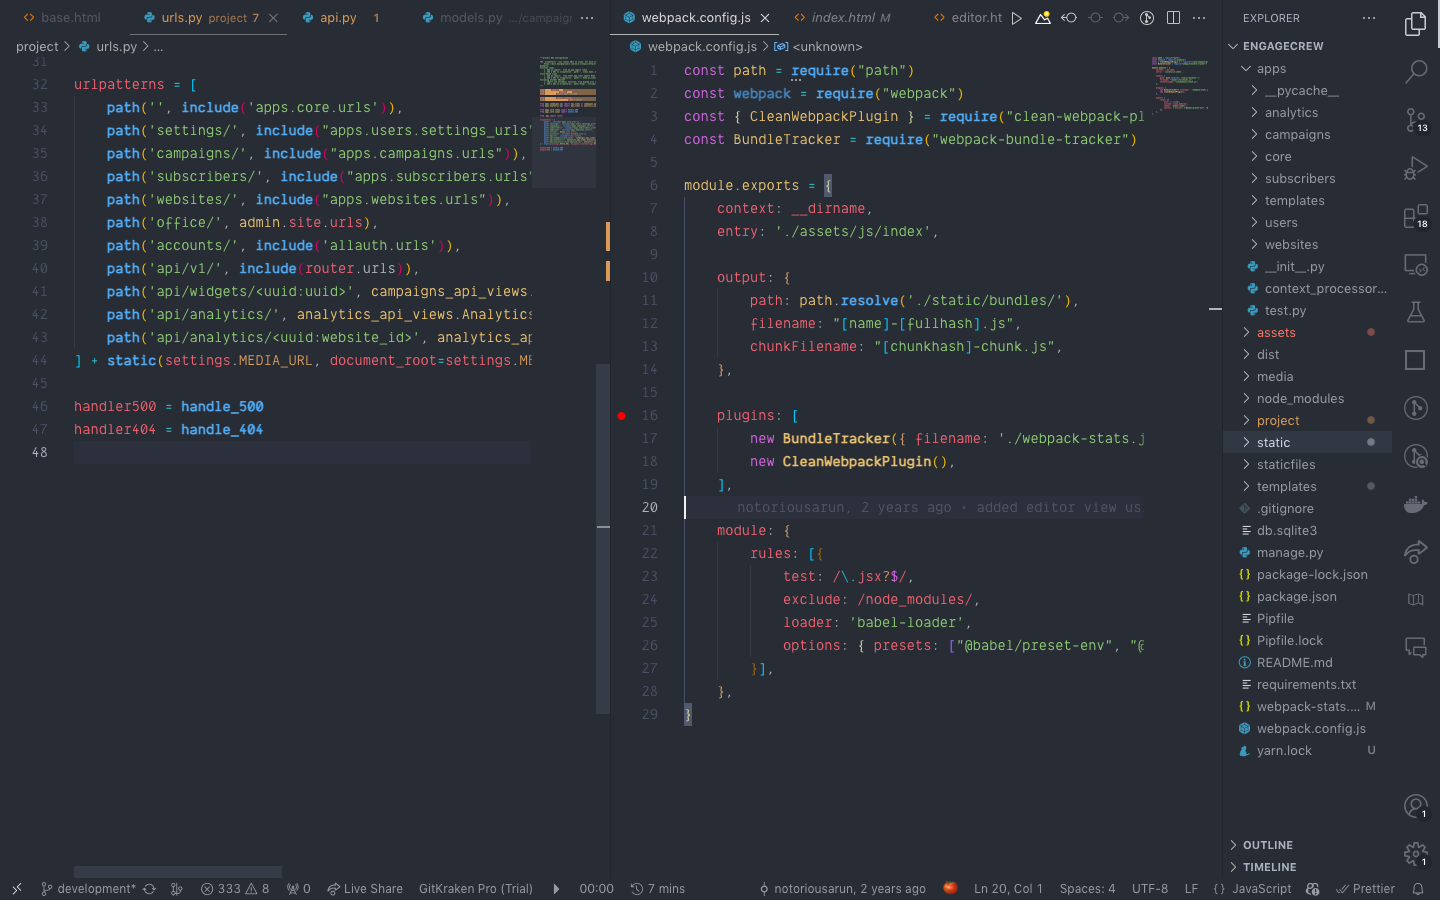 base.html
urls.py project 7
api.py 1
models.py .../campaign
project > urls.py > ...
31
32 urlpatterns = [
33 path('', include('apps.core.urls')),
34 path('settings/', include("apps.users.settings_urls"
35 path('campaigns/', include("apps.campaigns.urls")),
36 path('subscribers/', include("apps.subscribers.urls"
37 path('websites/', include("apps.websites.urls")),
38 path('office/', admin.site.urls),
39 path('accounts/', include('allauth.urls')),
40 path('api/v1/', include(router.urls)),
41 path('api/widgets/<uuid:uuid>', campaigns_api_views.
42 path('api/analytics/', analytics_api_views.Analytics
43 path('api/analytics/<uuid:website_id>', analytics_ap
44 ] + static(settings.MEDIA_URL, document_root=settings.ME
45
46 handler500 = handle_500
47 handler404 = handle_404
48
webpack.config.js
index.html M
editor.ht
webpack.config.js > <unknown>
1 const path = require("path")
2 const webpack = require("webpack")
3 const { CleanWebpackPlugin } = require("clean-webpack-pl
4 const BundleTracker = require("webpack-bundle-tracker")
5
6 module.exports = {
7 context: __dirname,
8 entry: './assets/js/index',
9
10 output: {
11 path: path.resolve('./static/bundles/'),
12 filename: "[name]-[fullhash].js",
13 chunkFilename: "[chunkhash]-chunk.js",
14 },
15
16 plugins: [
17 new BundleTracker({ filename: './webpack-stats.j
18 new CleanWebpackPlugin(),
19 ],
20 notoriousarun, 2 years ago · added editor view us
21 module: {
22 rules: [{
23 test: /\.jsx?$/,
24 exclude: /node_modules/,
25 loader: 'babel-loader',
26 options: { presets: ["@babel/preset-env", "@
27 }],
28 },
29 }
EXPLORER
ENGAGECREW
apps
__pycache__
analytics
campaigns
core
subscribers
templates
users
websites
__init__.py
context_processor...
test.py
assets
dist
media
node_modules
project
static
staticfiles
templates
.gitignore
db.sqlite3
manage.py
package-lock.json
package.json
Pipfile
Pipfile.lock
README.md
requirements.txt
webpack-stats.... M
webpack.config.js
yarn.lock U
OUTLINE
TIMELINE
13
18
1
1
development* 333 8 0 Live Share GitKraken Pro (Trial) 00:00 7 mins notoriousarun, 2 years ago Ln 20, Col 1 Spaces: 4 UTF-8 LF {} JavaScript Prettier